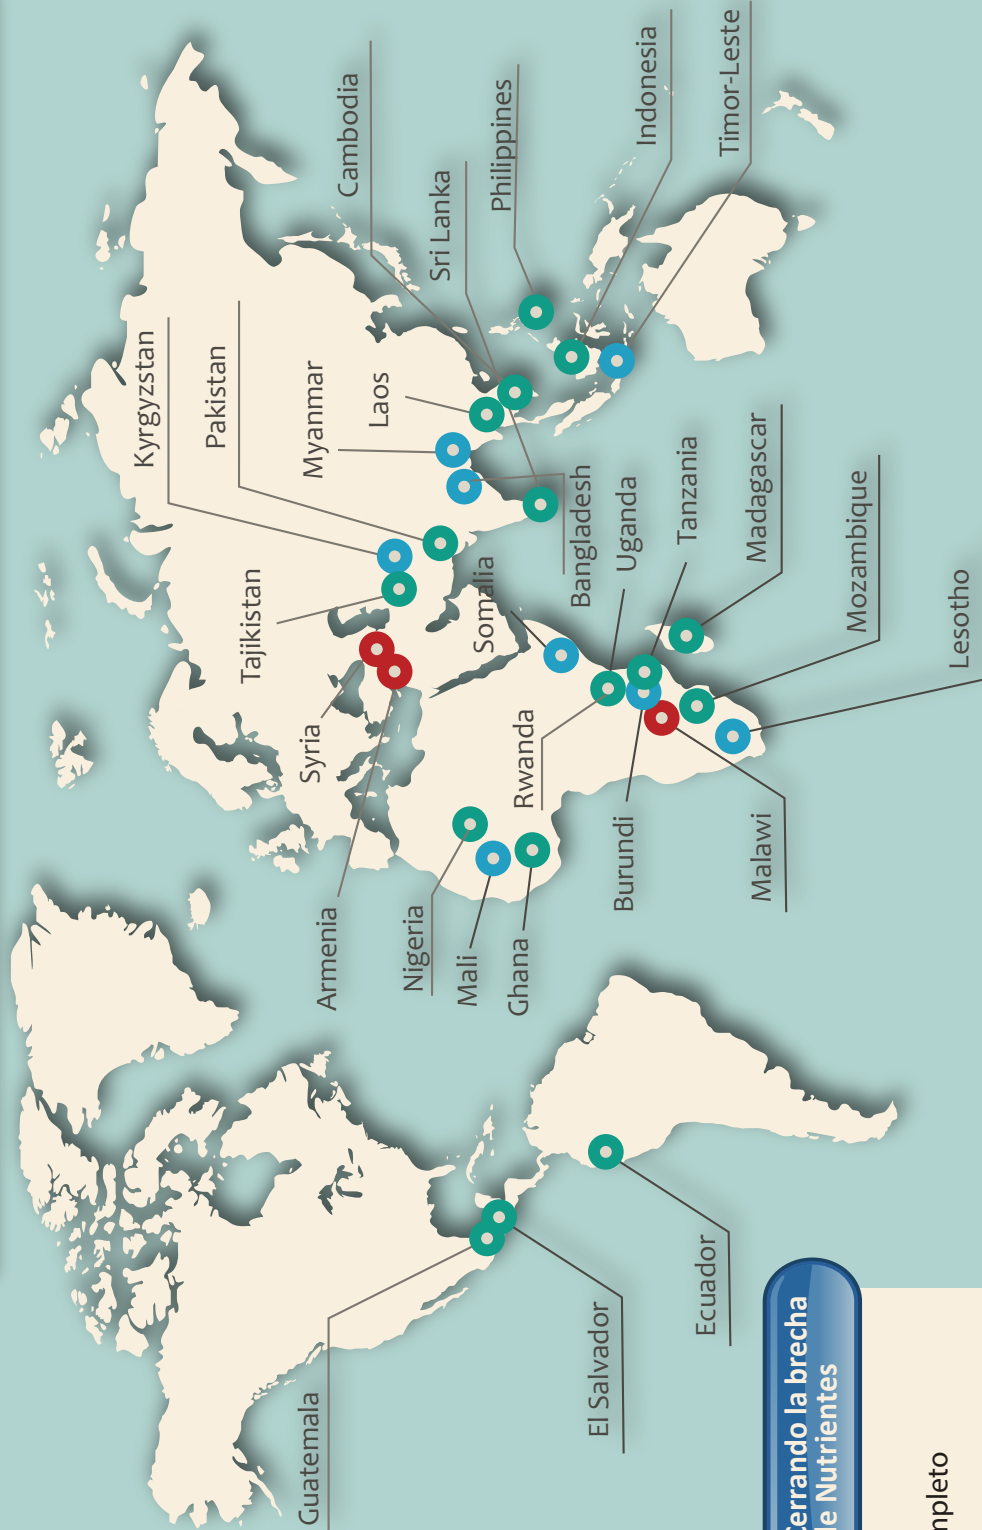 Guatemala
El Salvador
Ecuador
Armenia
Nigeria
Mali
Ghana
Syria
Rwanda
Burundi
Malawi
Tajikistan
Somalia
Kyrgyzstan
Pakistan
Myanmar
Laos
Bangladesh
Uganda
Tanzania
Madagascar
Mozambique
Lesotho
Cambodia
Sri Lanka
Philippines
Indonesia
Timor-Leste
errando la brecha
e Nutrientes
mpleto